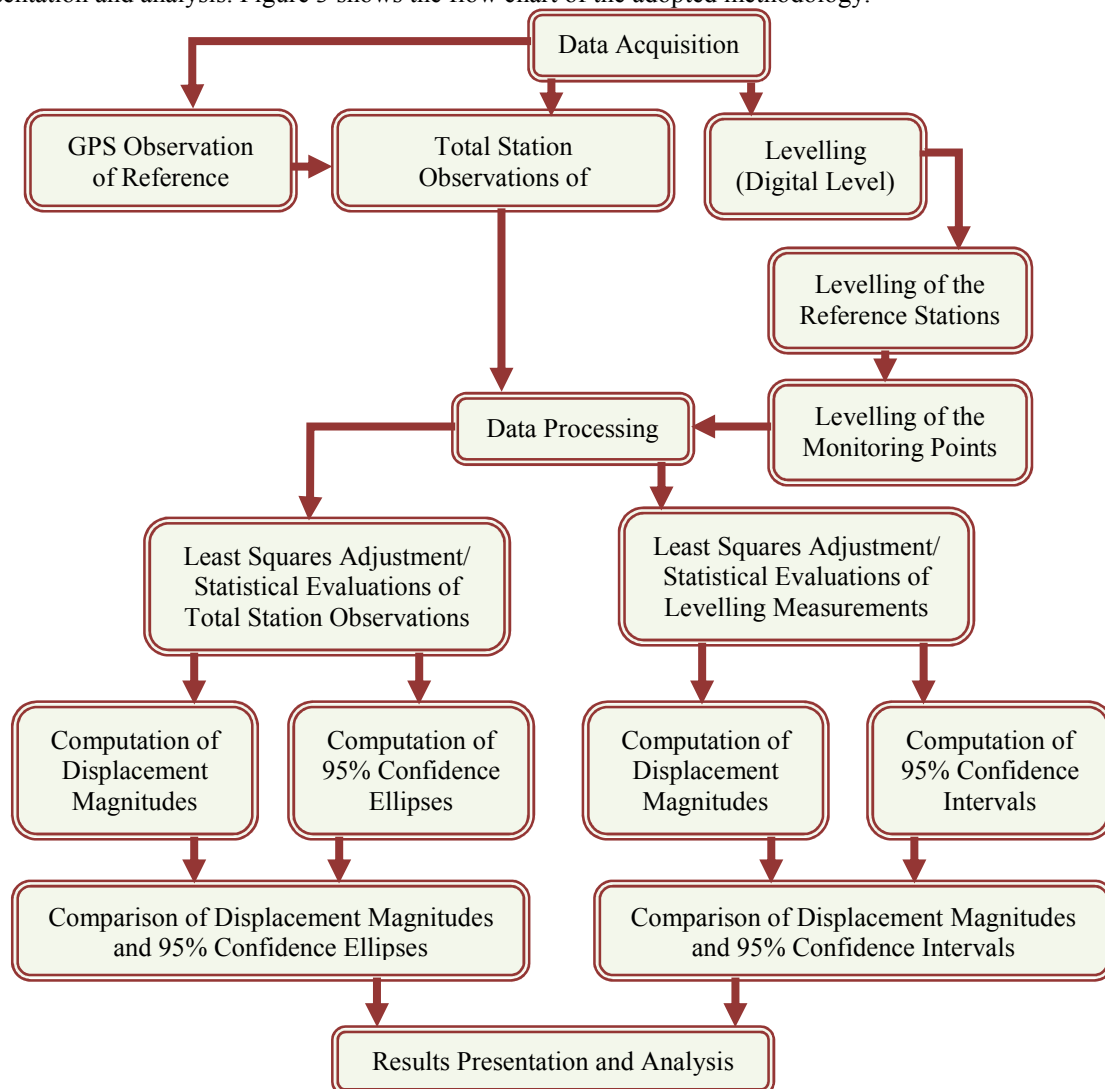 sentation and analysis. Figure 3 shows the flow chart of the adopted methodology.
Data Acquisition
GPS Observation
of Reference
Total Station
Observations of
Levelling
(Digital Level)
Levelling of the
Reference Stations
Levelling of the
Monitoring Points
Data Processing
Least Squares Adjustment/
Statistical Evaluations of
Total Station Observations
Least Squares Adjustment/
Statistical Evaluations of
Levelling Measurements
Computation of
Displacement
Magnitudes
Computation of
95% Confidence
Ellipses
Computation of
Displacement
Magnitudes
Computation of
95% Confidence
Intervals
Comparison of Displacement Magnitudes
and 95% Confidence Ellipses
Comparison of Displacement Magnitudes
and 95% Confidence Intervals
Results Presentation and Analysis